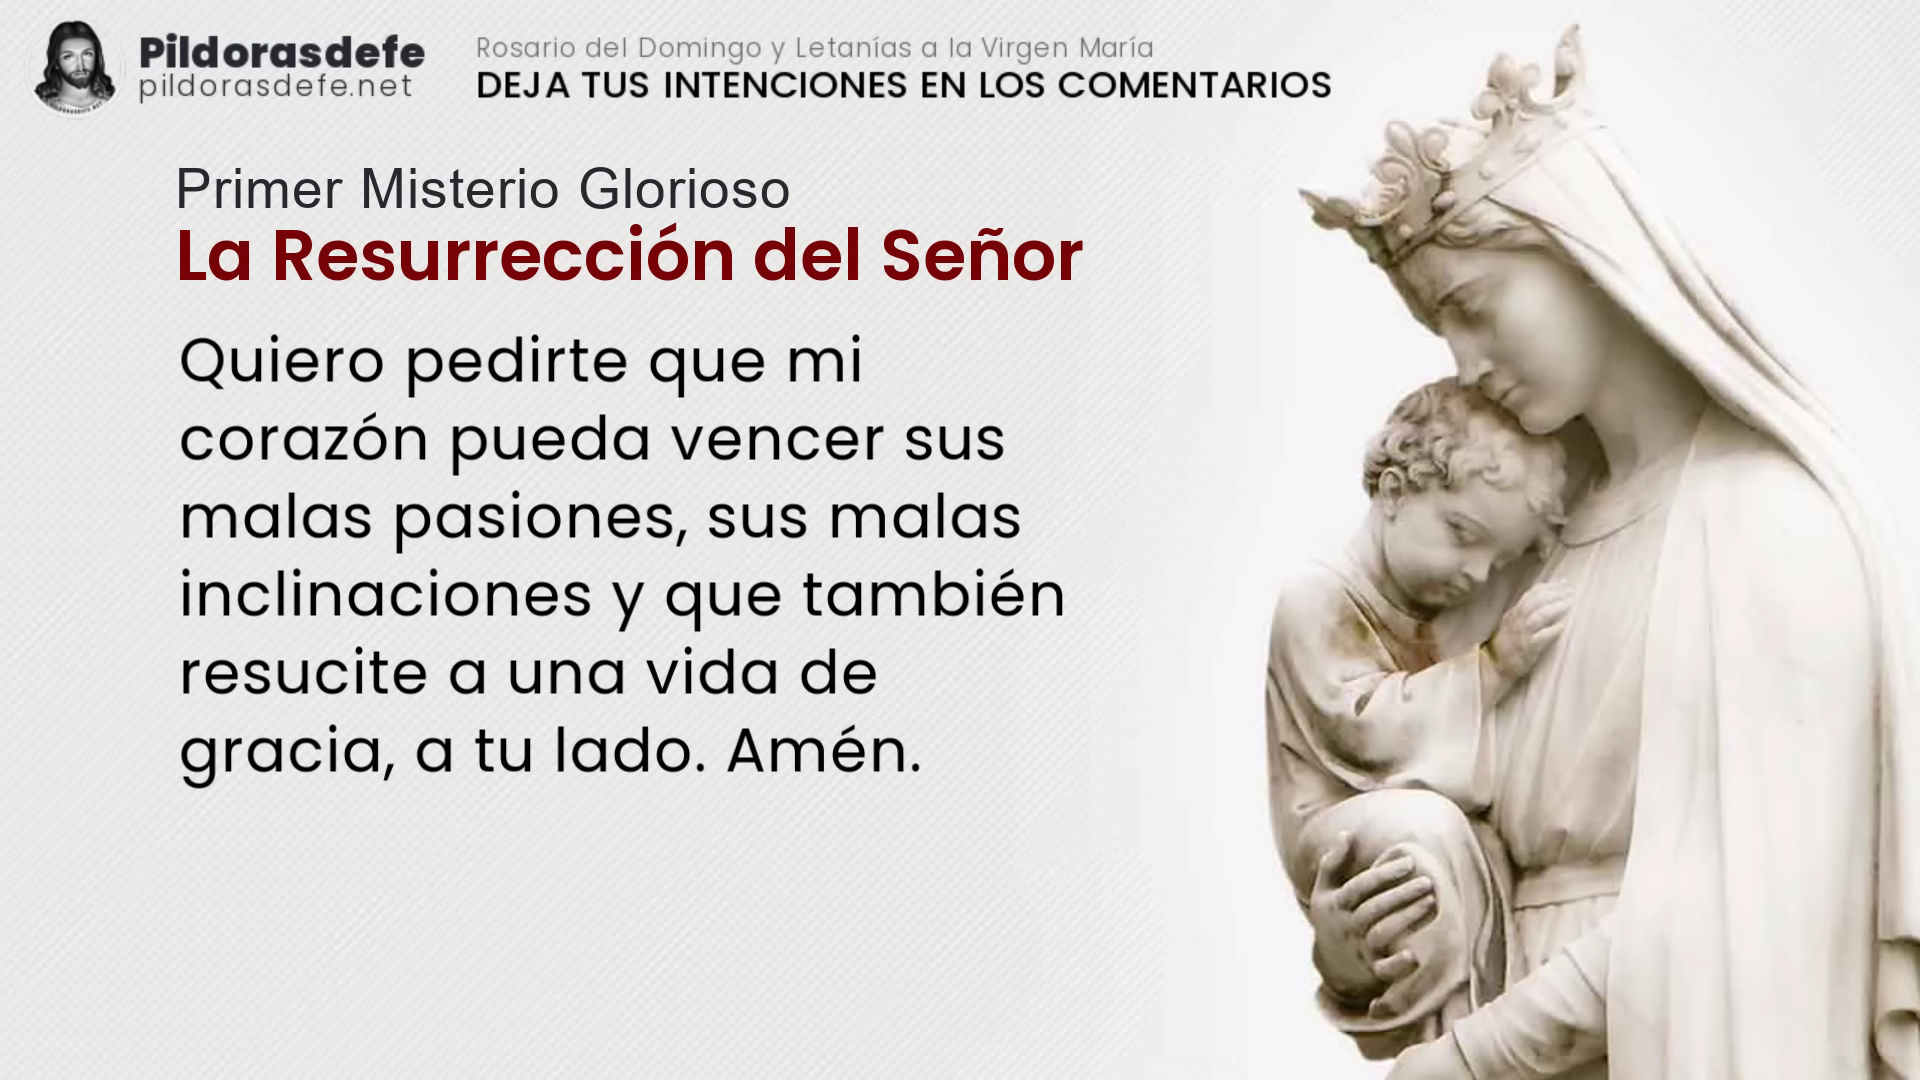 Pildorasdefe
pildorasdefe.net
Rosario del Domingo y Letanías a la Virgen María
DEJA TUS INTENCIONES EN LOS COMENTARIOS
Primer Misterio Glorioso
La Resurrección del Señor
Quiero pedirte que mi
corazón pueda vencer sus
malas pasiones, sus malas
inclinaciones y que también
resucite a una vida de
gracia, a tu lado. Amén.